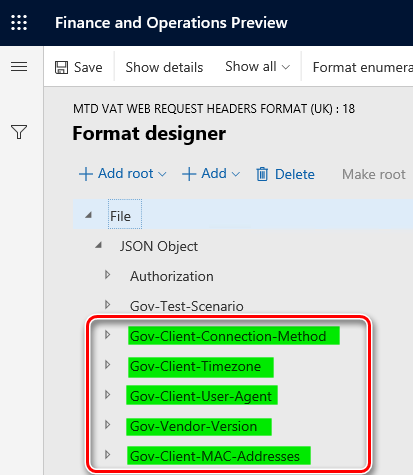 Finance and Operations Preview
Save Show details Show all Format enumera
MTD VAT WEB REQUEST HEADERS FORMAT (UK) : 18
Format designer
+ Add root + Add Delete Make root
File
JSON Object
Authorization
Gov-Test-Scenario
Gov-Client-Connection-Method
Gov-Client-Timezone
Gov-Client-User-Agent
Gov-Vendor-Version
Gov-Client-MAC-Addresses